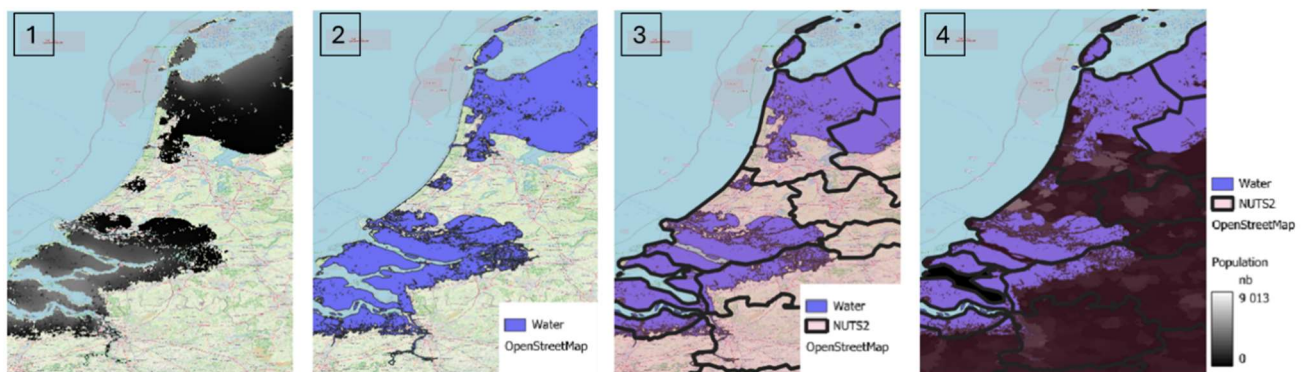 1
2
3
4
Water
OpenStreetMap
Water
NUTS2
OpenStreetMap
Water
NUTS2
OpenStreetMap
Population
nb
9 013
0